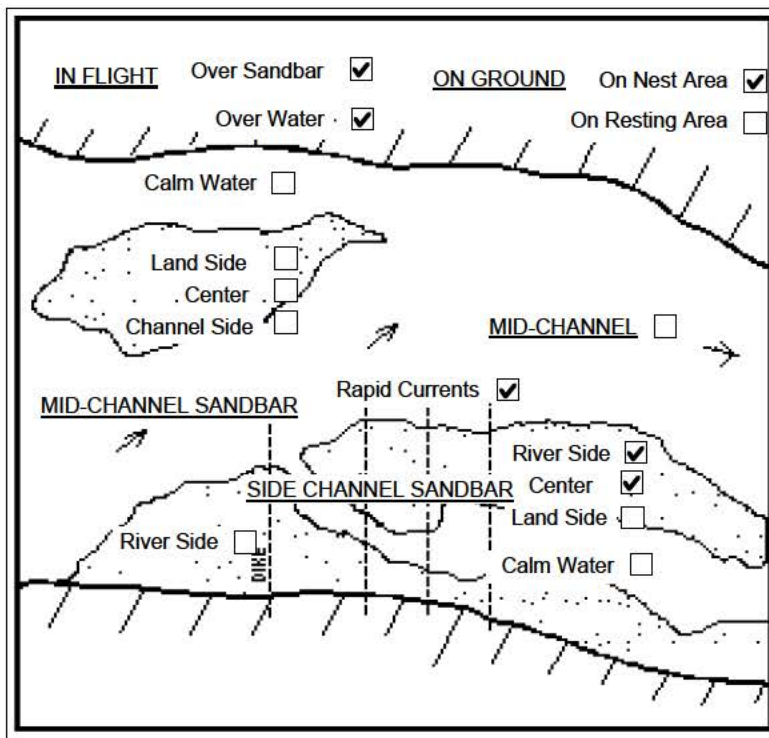 IN FLIGHT Over Sandbar ON GROUND On Nest Area
Over Water On Resting Area
Calm Water
Land Side
Center
Channel Side
MID-CHANNEL
Rapid Currents
MID-CHANNEL SANDBAR
River Side
SIDE CHANNEL SANDBAR Center
Land Side
River Side
DIKE
Calm Water